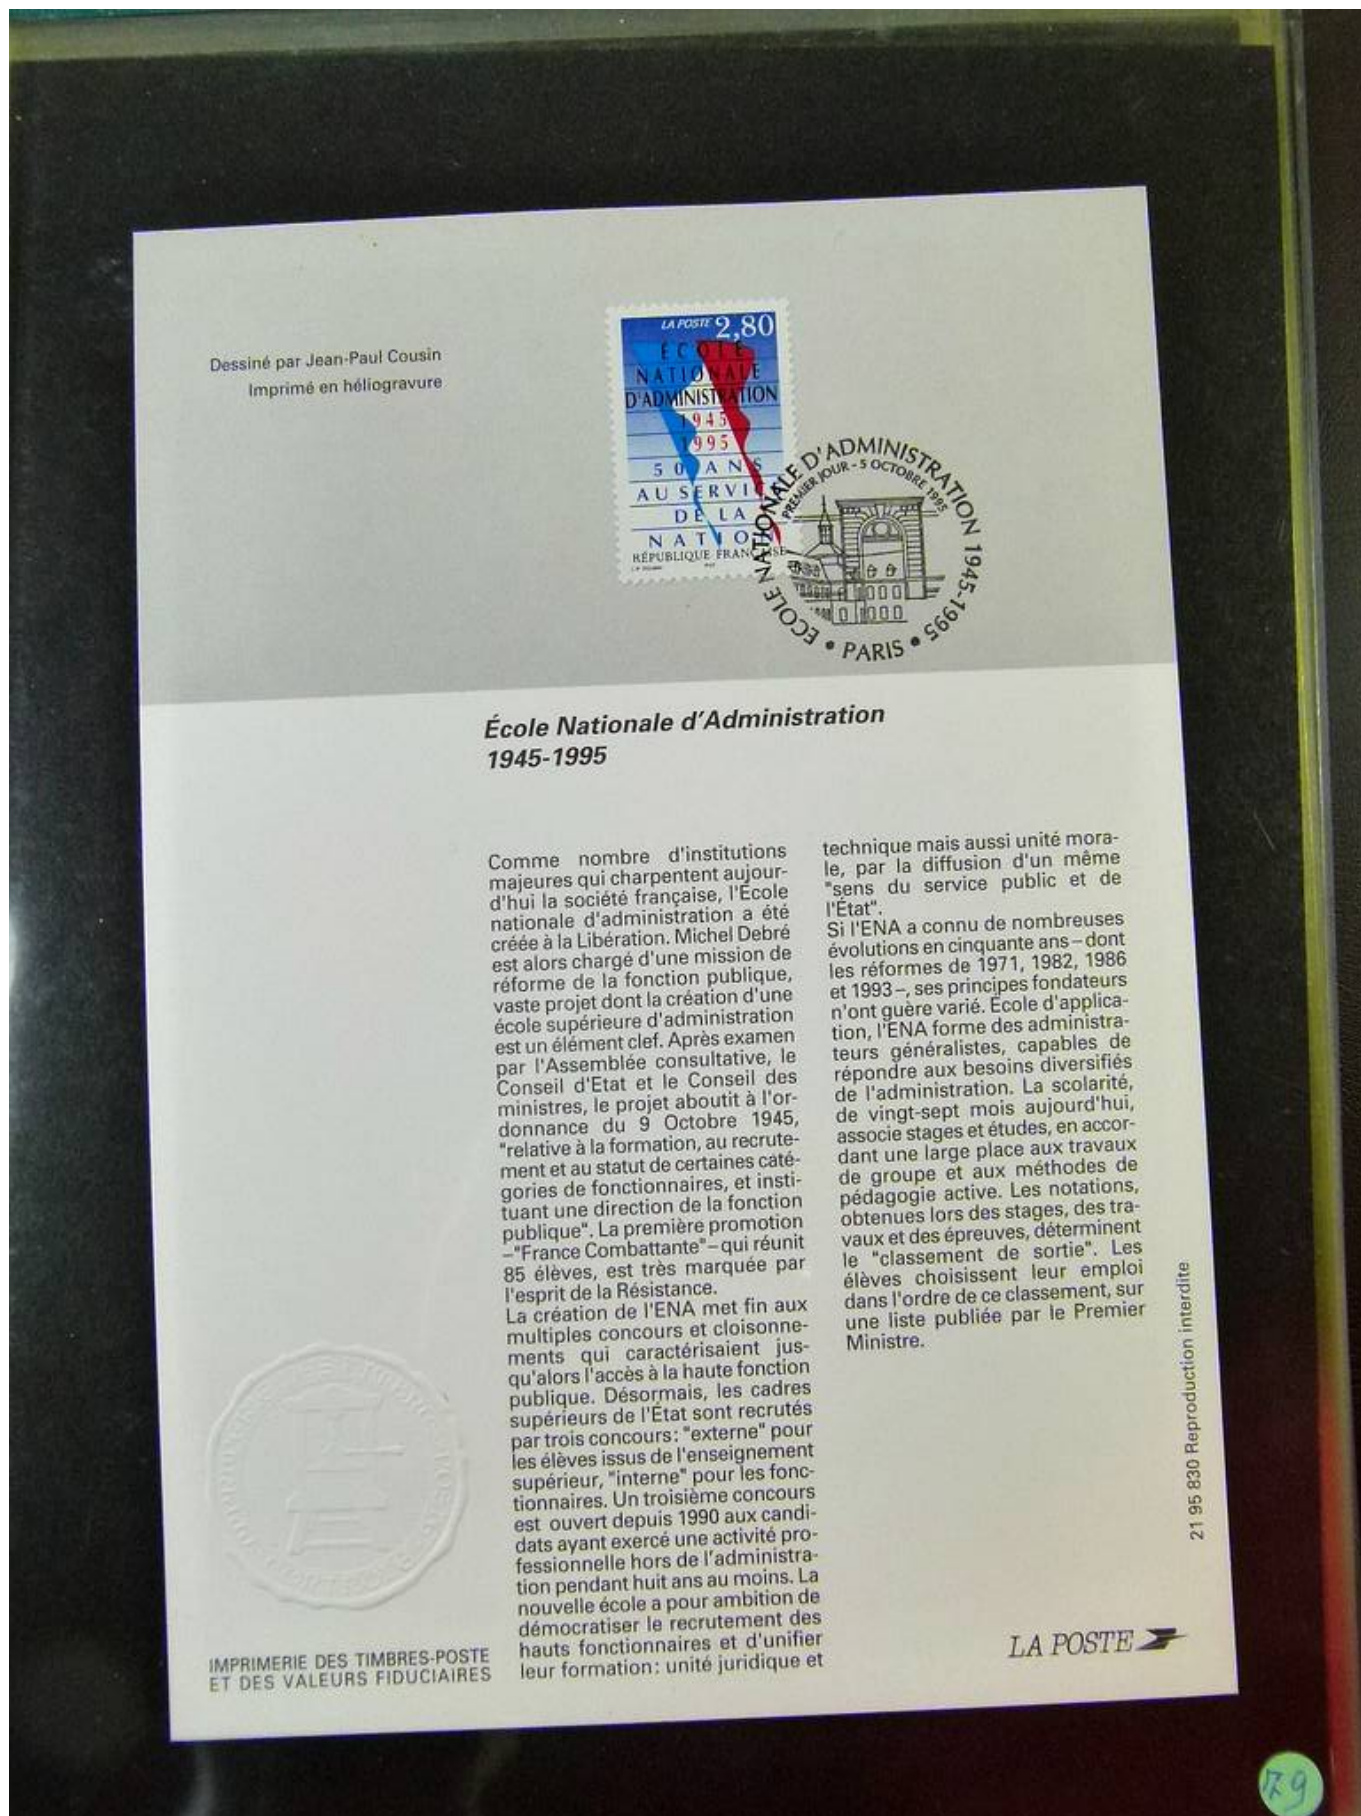 Dessiné par Jean-Paul Cousin
Imprimé en héliogravure
LA POSTE 2,80
ÉCOLE
NATIONALE
D'ADMINISTRATION
1945
1995
50 ANS
AU SERVICE
DE LA
NATION
RÉPUBLIQUE FRANÇAISE
ECOLE NATIONALE D'ADMINISTRATION 1945-1995
PREMIER JOUR - 5 OCTOBRE 1995
• PARIS •
École Nationale d'Administration
1945-1995
Comme nombre d'institutions
majeures qui charpentent aujour-
d'hui la société française, l'École
nationale d'administration a été
créée à la Libération. Michel Debré
est alors chargé d'une mission de
réforme de la fonction publique,
vaste projet dont la création d'une
école supérieure d'administration
est un élément clef. Après examen
par l'Assemblée consultative, le
Conseil d'Etat et le Conseil des
ministres, le projet aboutit à l'or-
donnance du 9 Octobre 1945,
"relative à la formation, au recrute-
ment et au statut de certaines caté-
gories de fonctionnaires, et insti-
tuant une direction de la fonction
publique". La première promotion
–"France Combattante"– qui réunit
85 élèves, est très marquée par
l'esprit de la Résistance.
La création de l'ENA met fin aux
multiples concours et cloisonne-
ments qui caractérisaient jus-
qu'alors l'accès à la haute fonction
publique. Désormais, les cadres
supérieurs de l'État sont recrutés
par trois concours: "externe" pour
les élèves issus de l'enseignement
supérieur, "interne" pour les fonc-
tionnaires. Un troisième concours
est ouvert depuis 1990 aux candi-
dats ayant exercé une activité pro-
fessionnelle hors de l'administra-
tion pendant huit ans au moins. La
nouvelle école a pour ambition de
démocratiser le recrutement des
hauts fonctionnaires et d'unifier
leur formation: unité juridique et
technique mais aussi unité mora-
le, par la diffusion d'un même
"sens du service public et de
l'État".
Si l'ENA a connu de nombreuses
évolutions en cinquante ans – dont
les réformes de 1971, 1982, 1986
et 1993 –, ses principes fondateurs
n'ont guère varié. École d'applica-
tion, l'ENA forme des administra-
teurs généralistes, capables de
répondre aux besoins diversifiés
de l'administration. La scolarité,
de vingt-sept mois aujourd'hui,
associe stages et études, en accor-
dant une large place aux travaux
de groupe et aux méthodes de
pédagogie active. Les notations,
obtenues lors des stages, des tra-
vaux et des épreuves, déterminent
le "classement de sortie". Les
élèves choisissent leur emploi
dans l'ordre de ce classement, sur
une liste publiée par le Premier
Ministre.
21 95 830 Reproduction interdite
IMPRIMERIE DES TIMBRES-POSTE
ET DES VALEURS FIDUCIAIRES
LA POSTE
79